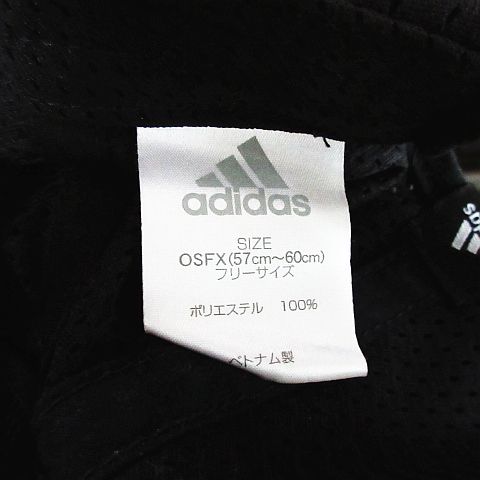 adidas
SIZE
OSFX(57cm～60cm)
フリーサイズ
ポリエステル 100%
ベトナム製